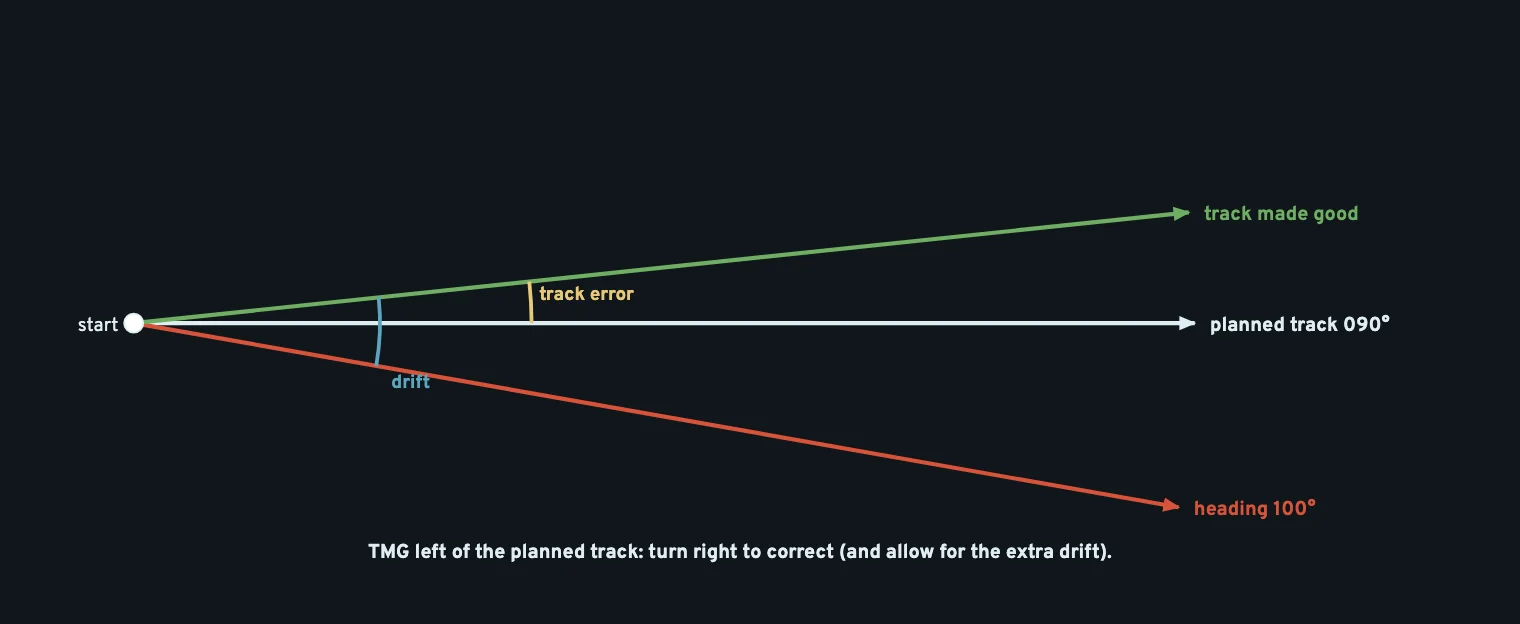 track made good
track error
start
planned track 090°
drift
heading 100°
TMG left of the planned track: turn right to correct (and allow for the extra drift).